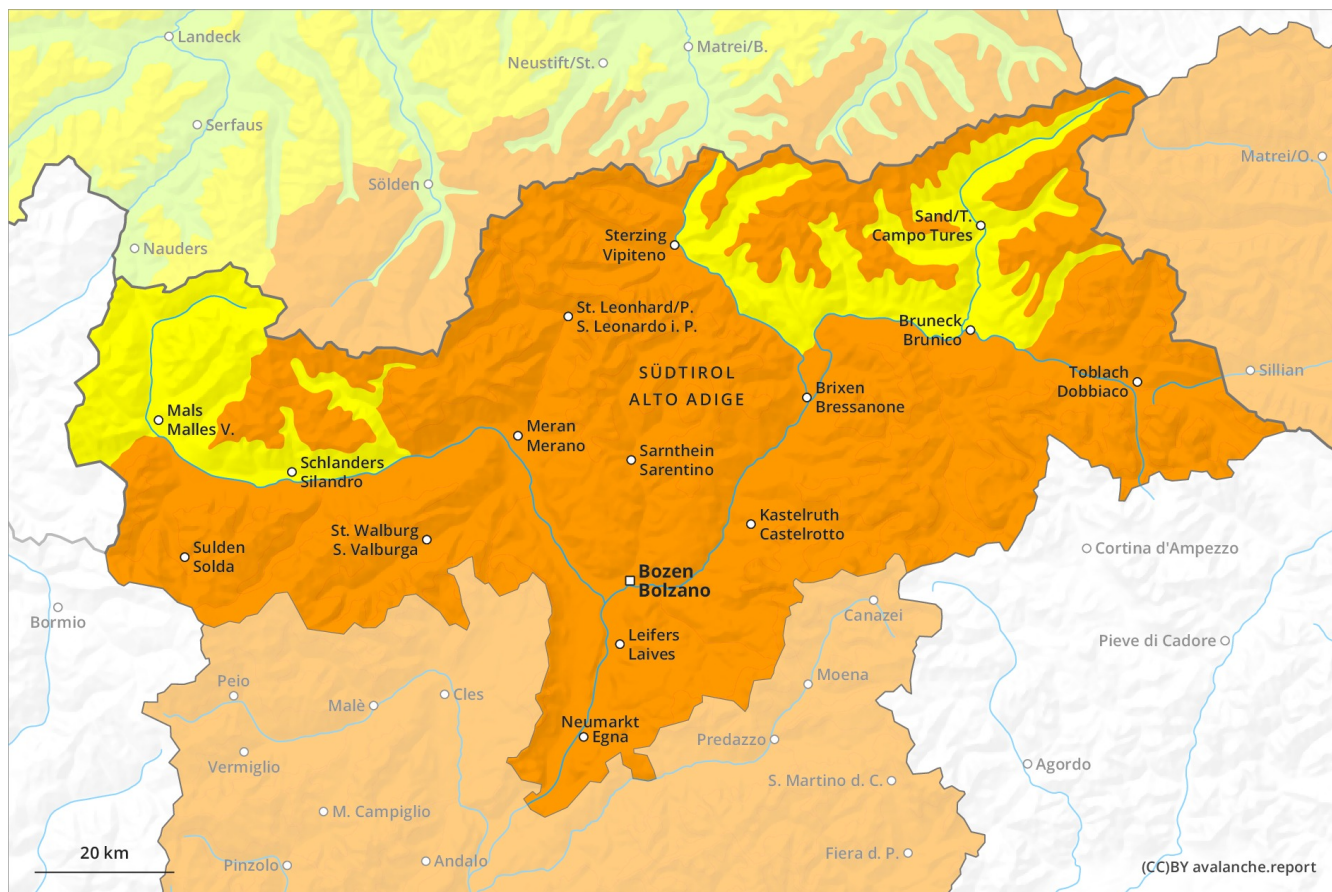 Landeck
Matrei/B.
Neustift/St.
Serfaus
Matrei/O.
Sölden
Sand/T.
Campo Tures
Sterzing
Vipiteno
Nauders
St. Leonhard/P.
S. Leonardo i. P.
Bruneck
Brunico
SÜDTIROL
ALTO ADIGE
Toblach
Dobbiaco
Sillian
Brixen
Bressanone
Mals
Malles V.
Meran
Merano
Sarnthein
Sarentino
Schlanders
Silandro
Kastelruth
Castelrotto
St. Walburg
S. Valburga
Sulden
Solda
Cortina d'Ampezzo
Bozen
Bolzano
Bormio
Canazei
Leifers
Laives
Pieve di Cadore
Moena
Peio
Malè
Cles
Neumarkt
Egna
Predazzo
Vermiglio
Agordo
S. Martino d. C.
M. Campiglio
20 km
Pinzolo
Andalo
Fiera d. P.
(CC)BY avalanche.report